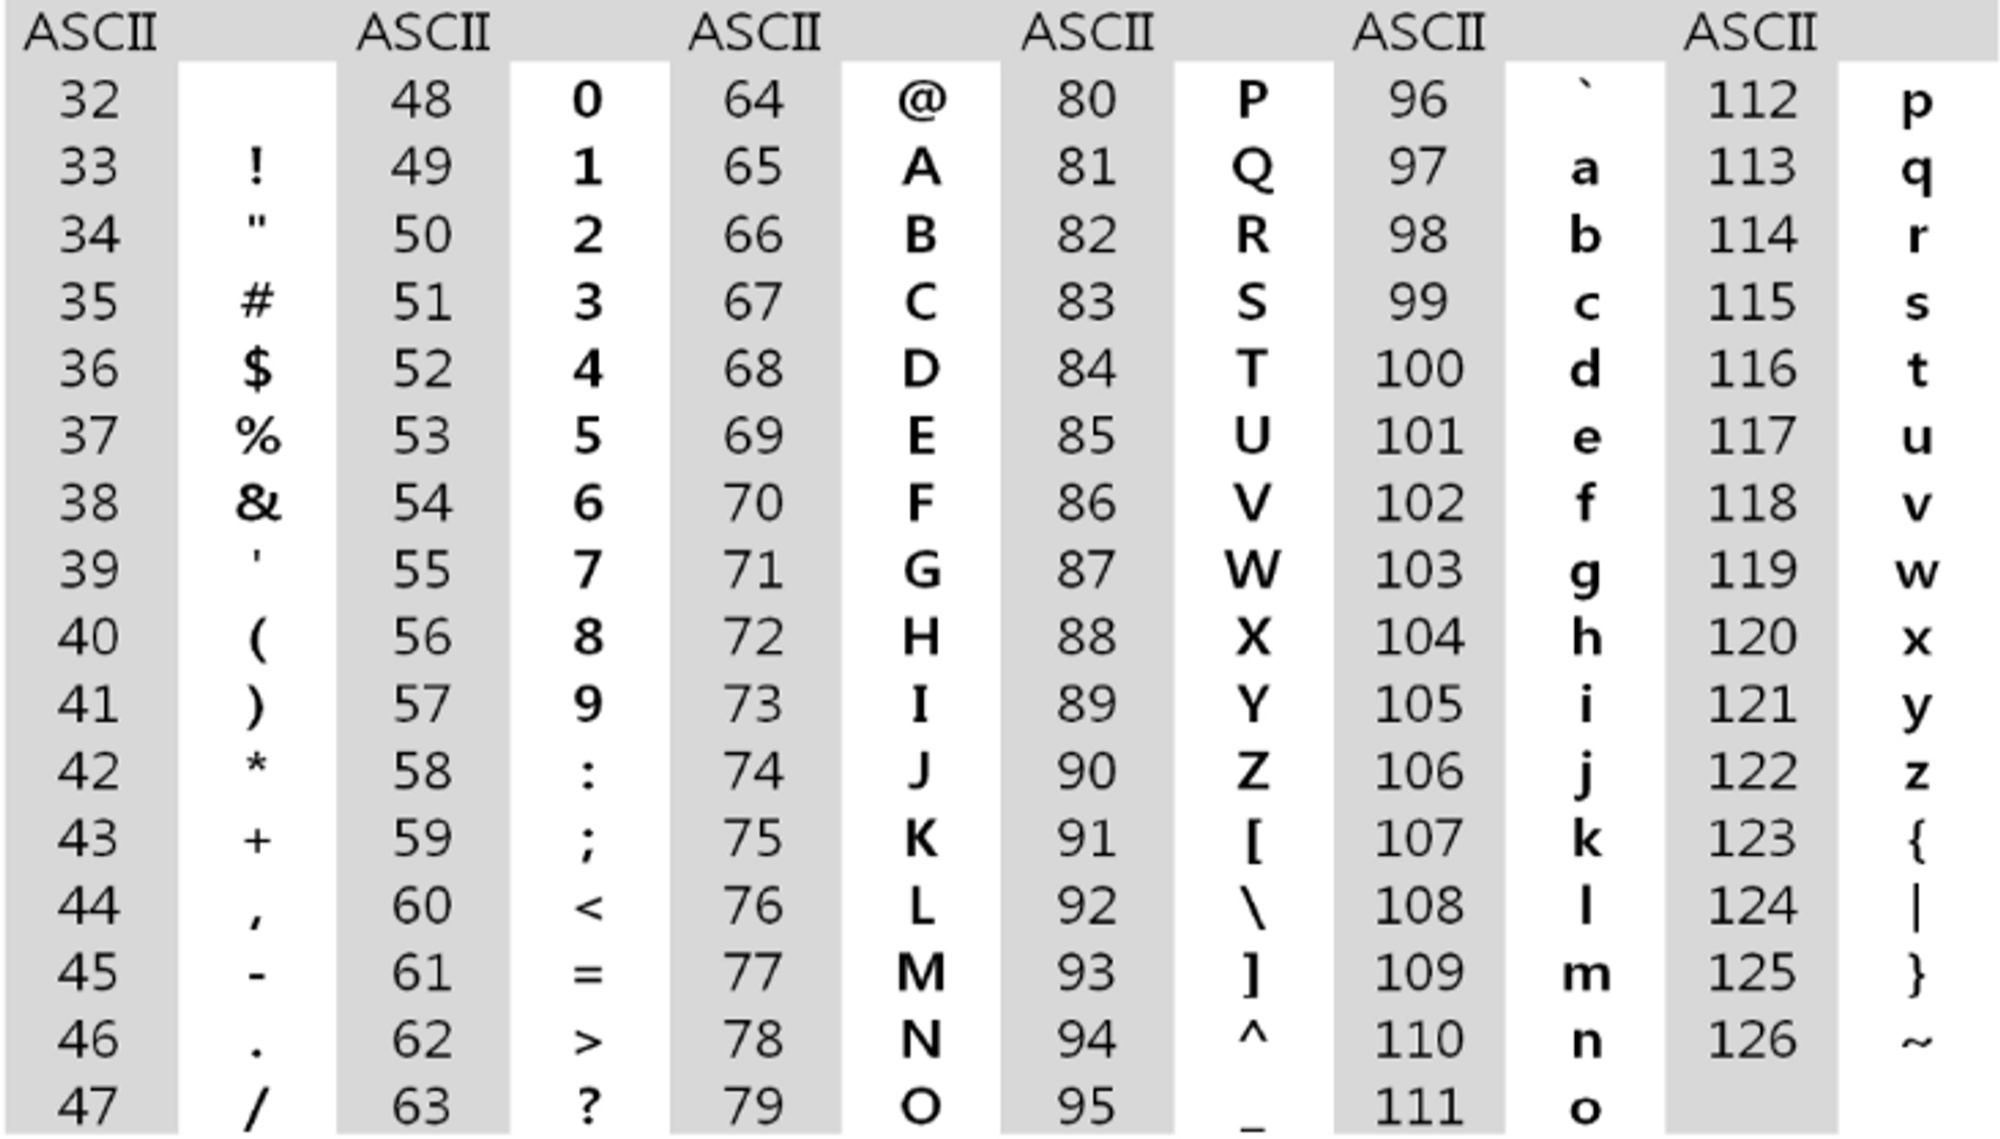 ASCII ASCII ASCII ASCII ASCII ASCII
32 48 0 64 @ 80 P 96 ` 112 p
33 ! 49 1 65 A 81 Q 97 a 113 q
34 " 50 2 66 B 82 R 98 b 114 r
35 # 51 3 67 C 83 S 99 c 115 s
36 $ 52 4 68 D 84 T 100 d 116 t
37 % 53 5 69 E 85 U 101 e 117 u
38 & 54 6 70 F 86 V 102 f 118 v
39 ' 55 7 71 G 87 W 103 g 119 w
40 ( 56 8 72 H 88 X 104 h 120 x
41 ) 57 9 73 I 89 Y 105 i 121 y
42 * 58 : 74 J 90 Z 106 j 122 z
43 + 59 ; 75 K 91 [ 107 k 123 {
44 , 60 < 76 L 92 \ 108 l 124 |
45 - 61 = 77 M 93 ] 109 m 125 }
46 . 62 > 78 N 94 ^ 110 n 126 ~
47 / 63 ? 79 O 95 _ 111 o